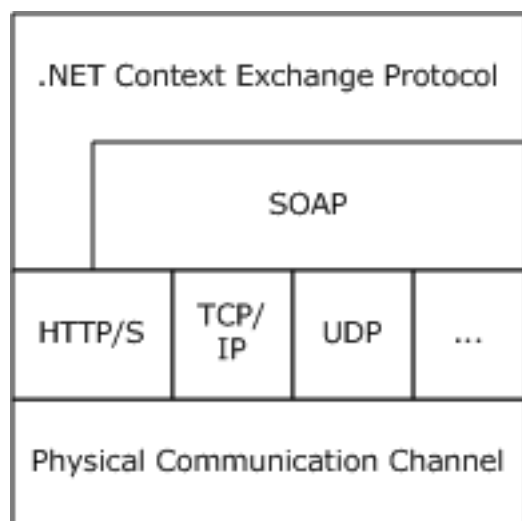 .NET Context Exchange Protocol
SOAP
HTTP/S
TCP/
IP
UDP
...
Physical Communication Channel